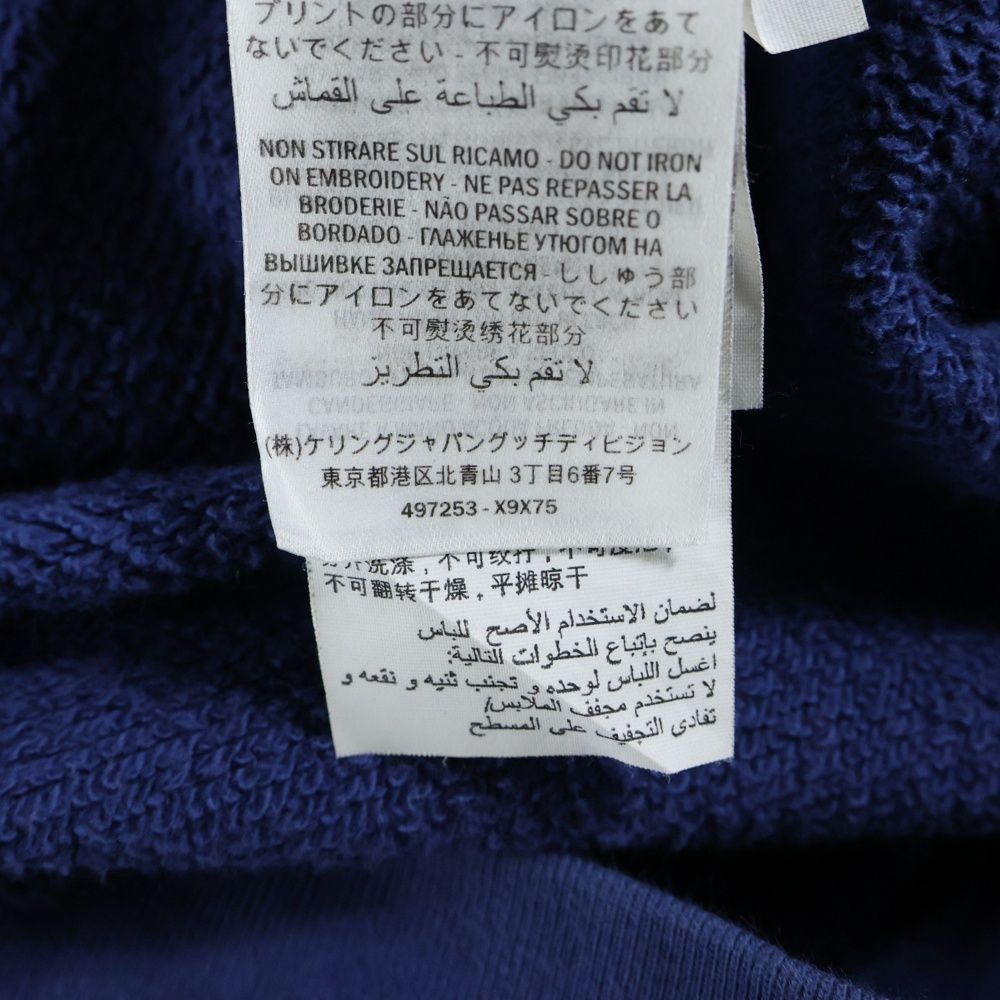 プリントの部分にアイロンをあて
ないでください - 不可熨烫印花部分
لا تقم بكي الطباعة على القماش
NON STIRARE SUL RICAMO - DO NOT IRON
ON EMBROIDERY - NE PAS REPASSER LA
BRODERIE - NÃO PASSAR SOBRE O
BORDADO - ГЛАЖЕНЬЕ УТЮГОМ НА
ВЫШИВКЕ ЗАПРЕЩАЕТСЯ - ししゅう部
分にアイロンをあてないでください
不可熨烫绣花部分
لا تقم بكي التطريز
(株)ケリングジャパングッチディビジョン
東京都港区北青山 3丁目6番7号
497253 - X9X75
洗涤，不可绞拧，不可
不可翻转干燥，平摊晾干
لضمان الاستخدام الأصح للباس
ينصح بإتباع الخطوات التالية:
اغسل اللباس لوحده و تجنب ثنيه و نقعه و
لا تستخدم مجفف الملابس/
تفادى التجفيف على المسطح